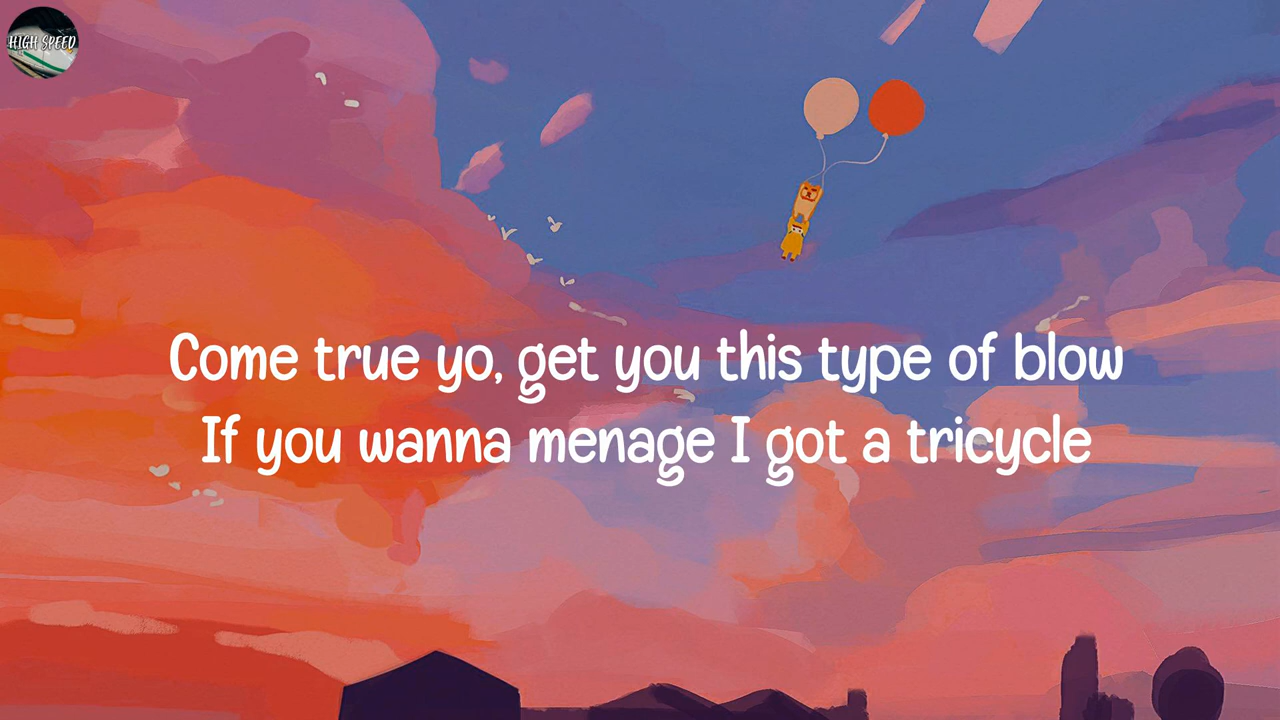 HIGH SPEED
Come true yo, get you this type of blow
If you wanna menage I got a tricycle